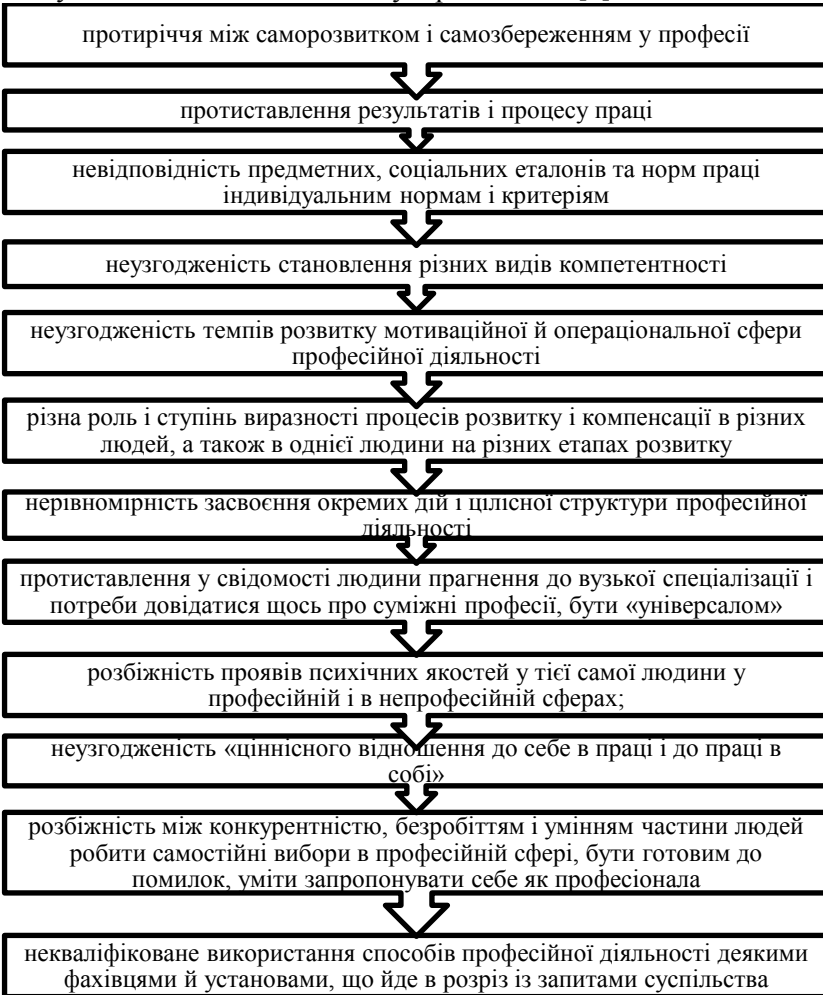 протиріччя між саморозвитком і самозбереженням у професії
протиставлення результатів і процесу праці
невідповідність предметних, соціальних еталонів та норм праці
індивідуальним нормам і критеріям
неузгодженість становлення різних видів компетентності
неузгодженість темпів розвитку мотиваційної й операціональної сфери
професійної діяльності
різна роль і ступінь виразності процесів розвитку і компенсації в різних
людей, а також в однієї людини на різних етапах розвитку
нерівномірність засвоєння окремих дій і цілісної структури професійної
діяльності
протиставлення у свідомості людини прагнення до вузької спеціалізації і
потреби довідатися щось про суміжні професії, бути «універсалом»
розбіжність проявів психічних якостей у тієї самої людини у
професійній і в непрофесійній сферах;
неузгодженість «ціннісного відношення до себе в праці і до праці в
собі»
розбіжність між конкурентністю, безробіттям і умінням частини людей
робити самостійні вибори в професійній сфері, бути готовим до
помилок, уміти запропонувати себе як професіонала
некваліфіковане використання способів професійної діяльності деякими
фахівцями й установами, що йде в розріз із запитами суспільства